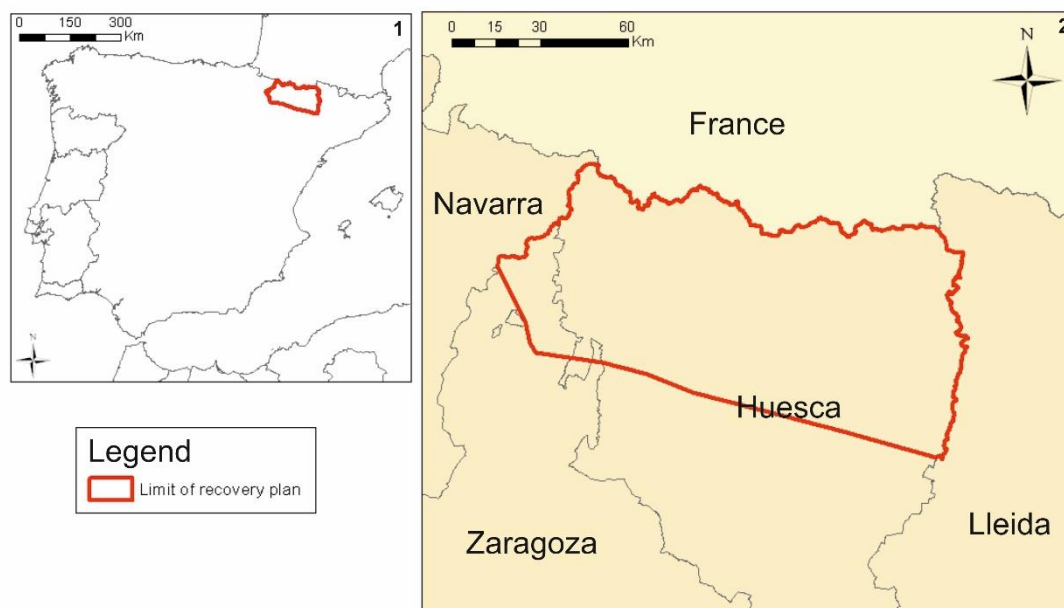 0 150 300
Km
1
N
Legend
Limit of recovery plan
0 15 30 60
Km
2
N
France
Navarra
Huesca
Zaragoza
Lleida